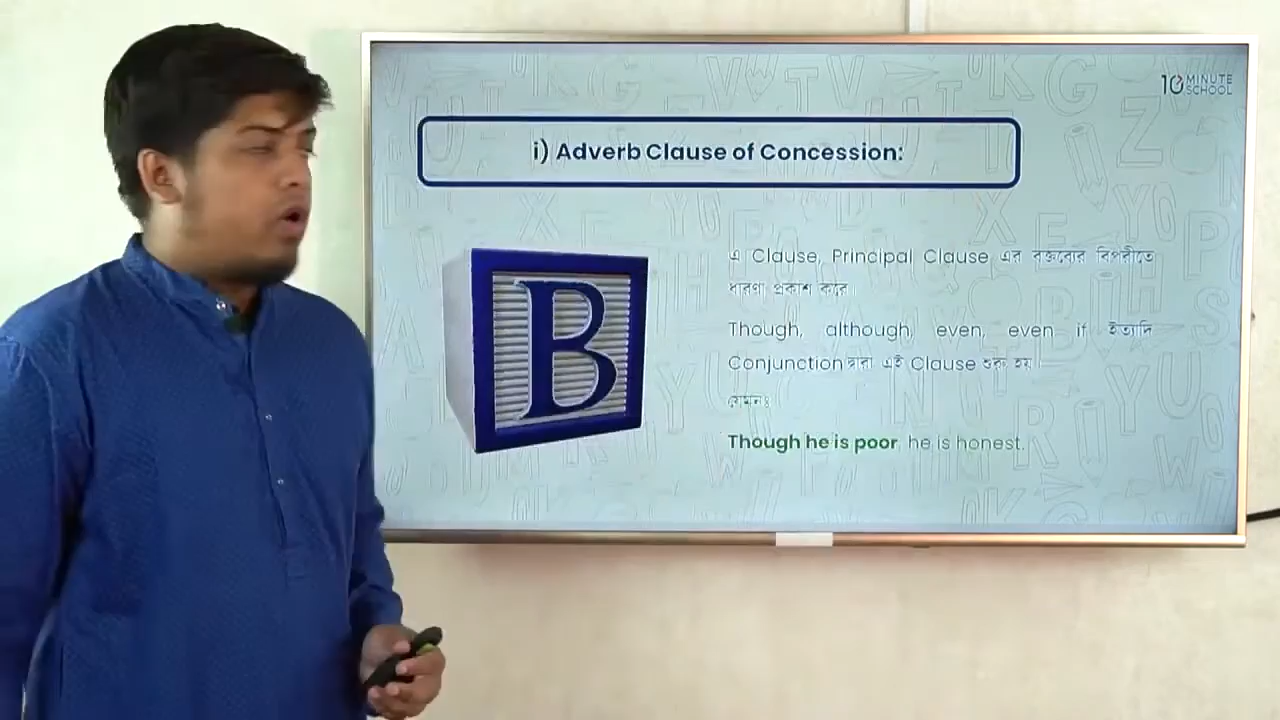 10 MINUTE
SCHOOL
i) Adverb Clause of Concession:
B
এ Clause, Principal Clause এর বক্তব্যের বিপরীতে
ধারণা প্রকাশ করে।
Though, although, even, even if ইত্যাদি
Conjunction দ্বারা এই Clause শুরু হয়।
যেমনঃ
Though he is poor, he is honest.